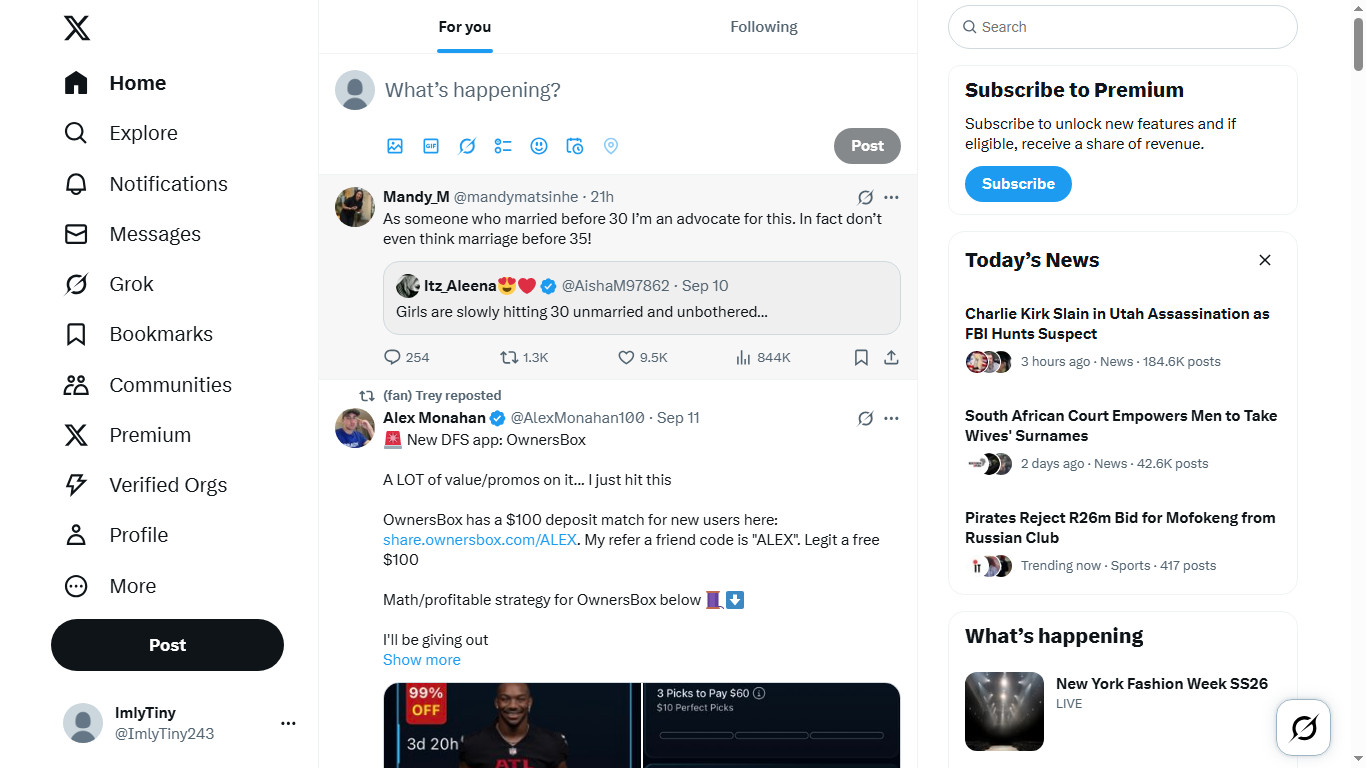 Home
Explore
Notifications
Messages
Grok
Bookmarks
Communities
Premium
Verified Orgs
Profile
More
Post
ImlyTiny
@ImlyTiny243
For you
Following
What's happening?
GIF
Post
Mandy_M @mandymatsinhe · 21h
As someone who married before 30 I'm an advocate for this. In fact don't
even think marriage before 35!
Itz_Aleena😍❤️ @AishaM97862 · Sep 10
Girls are slowly hitting 30 unmarried and unbothered...
254 1.3K 9.5K 844K
(fan) Trey reposted
Alex Monahan @AlexMonahan100 · Sep 11
🚨 New DFS app: OwnersBox
A LOT of value/promos on it... I just hit this
OwnersBox has a $100 deposit match for new users here:
share.ownersbox.com/ALEX. My refer a friend code is "ALEX". Legit a free
$100
Math/profitable strategy for OwnersBox below 🧵⬇️
I'll be giving out
Show more
99%
OFF
3d 20h
ATL
3 Picks to Pay $60
$10 Perfect Picks
Search
Subscribe to Premium
Subscribe to unlock new features and if
eligible, receive a share of revenue.
Subscribe
Today's News
Charlie Kirk Slain in Utah Assassination as
FBI Hunts Suspect
3 hours ago · News · 184.6K posts
South African Court Empowers Men to Take
Wives' Surnames
2 days ago · News · 42.6K posts
Pirates Reject R26m Bid for Mofokeng from
Russian Club
Trending now · Sports · 417 posts
What's happening
New York Fashion Week SS26
LIVE